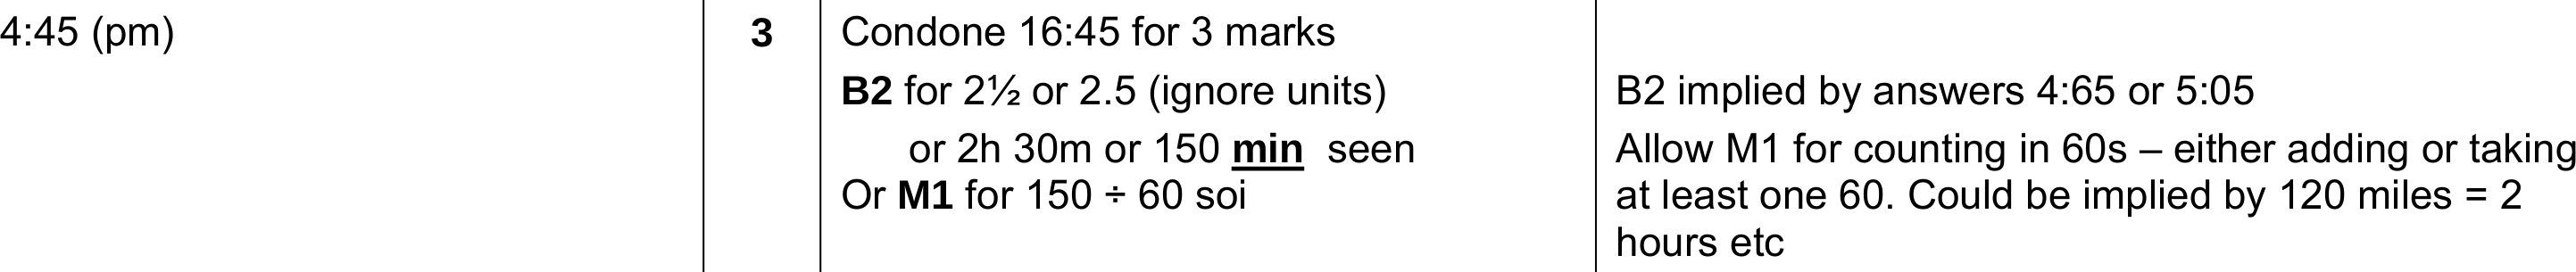 4:45 (pm)
3
Condone 16:45 for 3 marks
B2 for 2½ or 2.5 (ignore units)
or 2h 30m or 150 min seen
Or M1 for 150 ÷ 60 soi
B2 implied by answers 4:65 or 5:05
Allow M1 for counting in 60s – either adding or taking
at least one 60. Could be implied by 120 miles = 2
hours etc